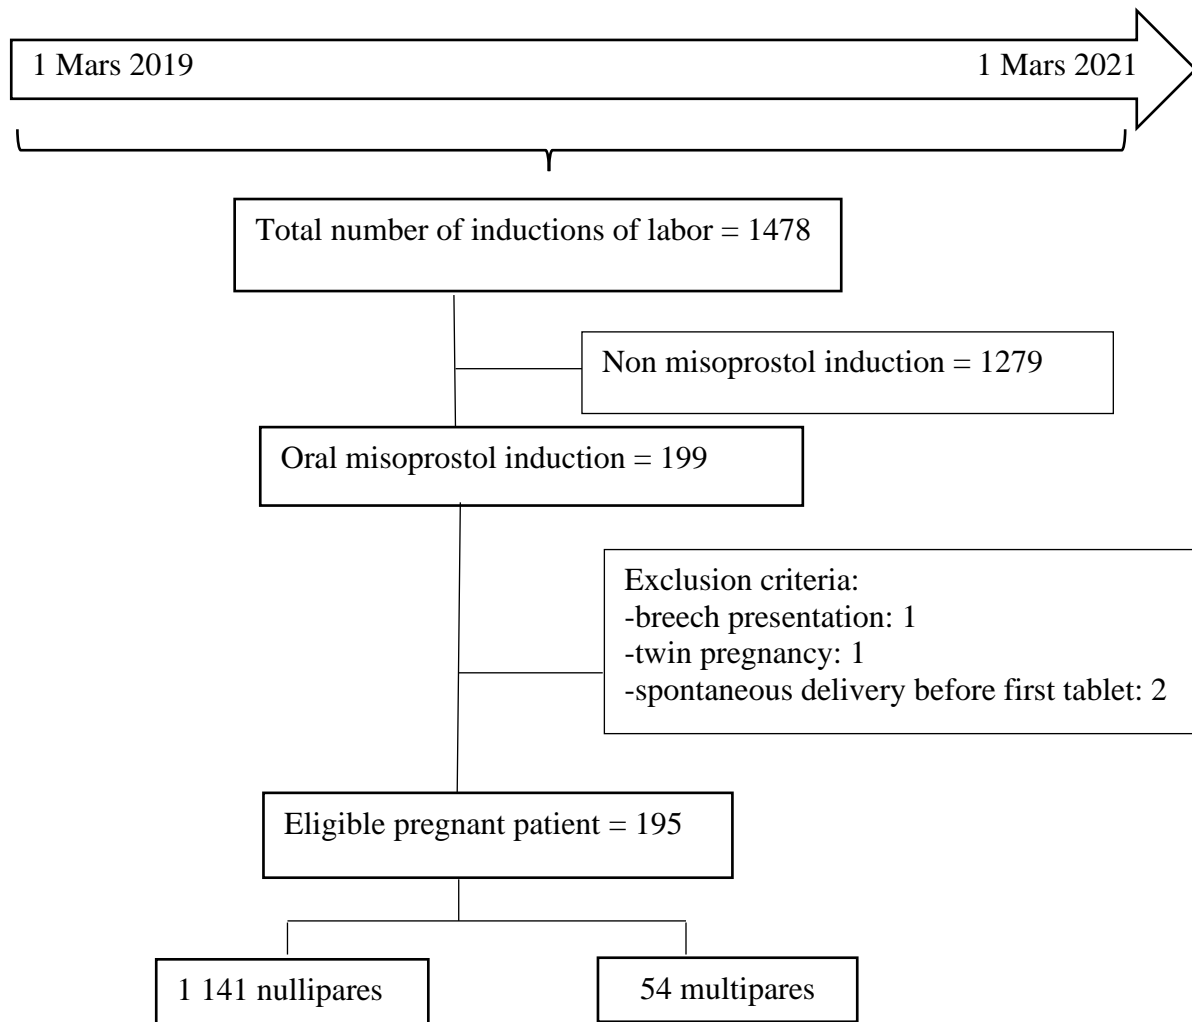 1 Mars 2019
1 Mars 2021
Total number of inductions of labor = 1478
Non misoprostol induction = 1279
Oral misoprostol induction = 199
Exclusion criteria:
-breech presentation: 1
-twin pregnancy: 1
-spontaneous delivery before first tablet: 2
Eligible pregnant patient = 195
1 141 nullipares
54 multipares